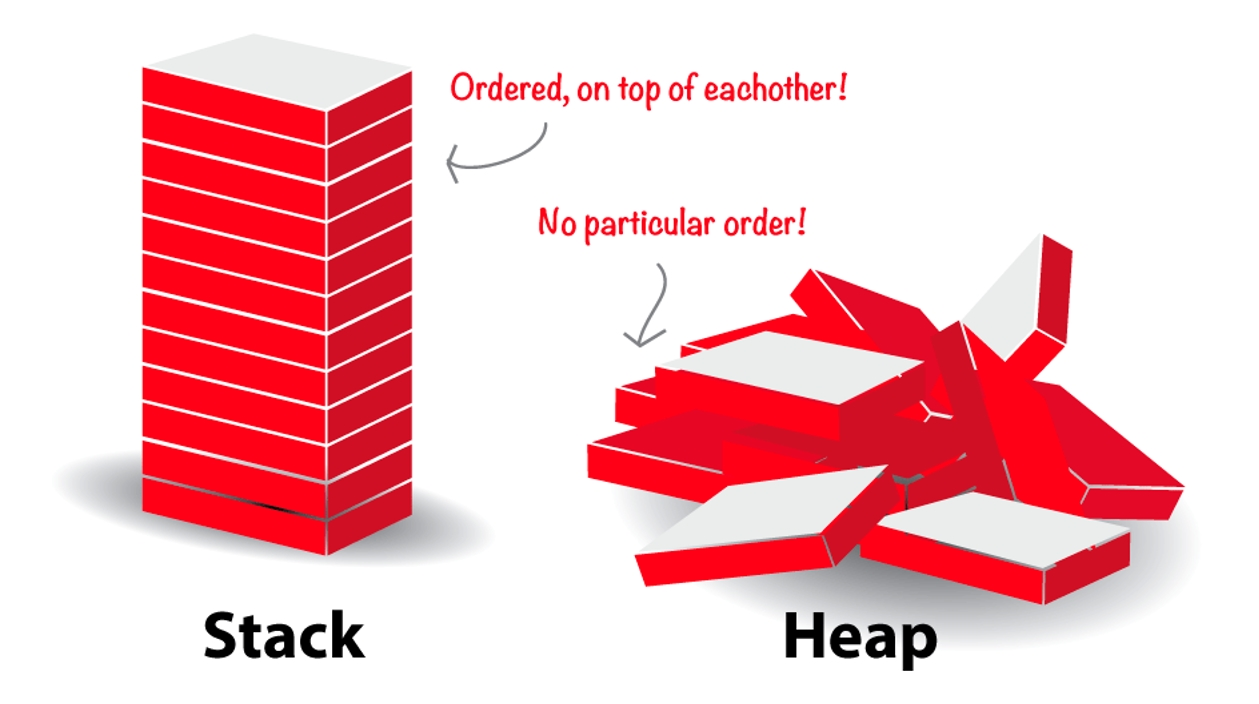 Ordered, on top of eachother!
No particular order!
Stack
Heap